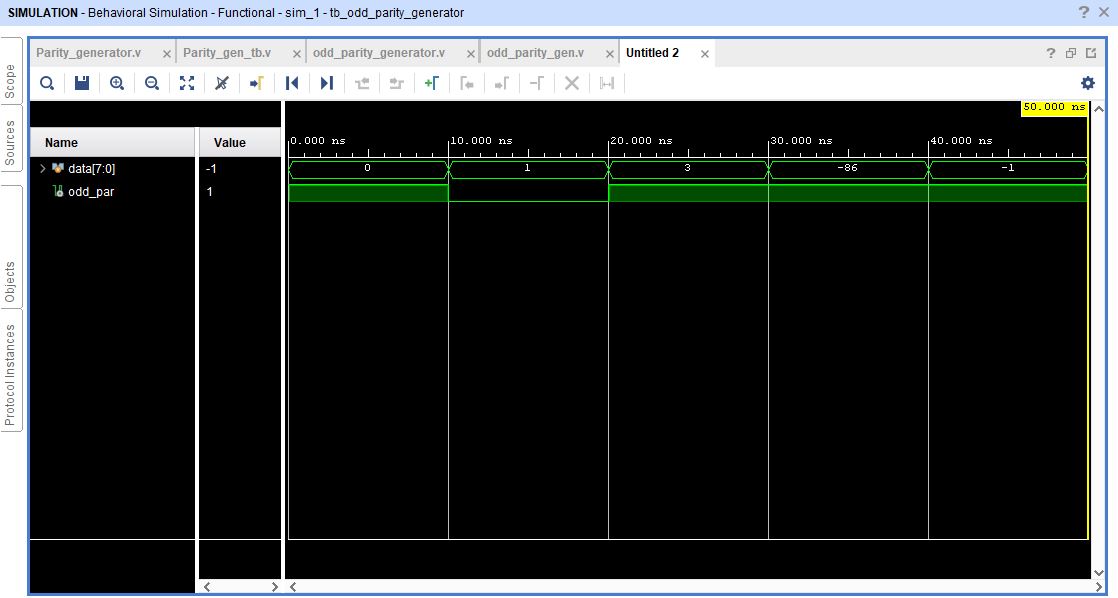 SIMULATION - Behavioral Simulation - Functional - sim_1 - tb_odd_parity_generator
Parity_generator.v Parity_gen_tb.v odd_parity_generator.v odd_parity_gen.v Untitled 2
Scope
Sources
Objects
Protocol Instances
50.000 ns
Name Value 0.000 ns 10.000 ns 20.000 ns 30.000 ns 40.000 ns
data[7:0] -1 0 1 3 -86 -1
odd_par 1